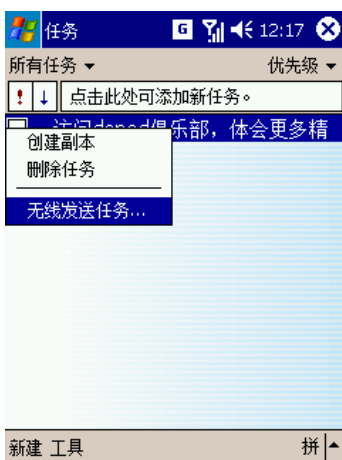 任务 G 12:17
所有任务 优先级
! ↓ 点击此处可添加新任务。
俱乐部，体会更多精
创建副本
删除任务
无线发送任务...
新建 工具 拼